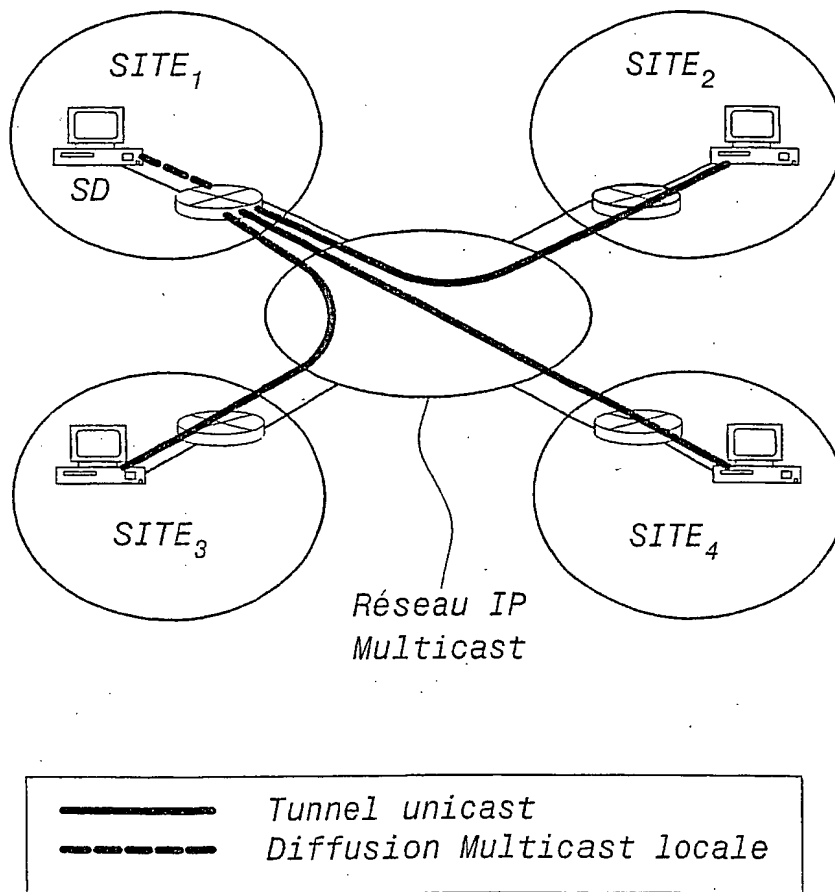 SITE1
SITE2
SD
SITE3
SITE4
Réseau IP
Multicast
Tunnel unicast
Diffusion Multicast locale